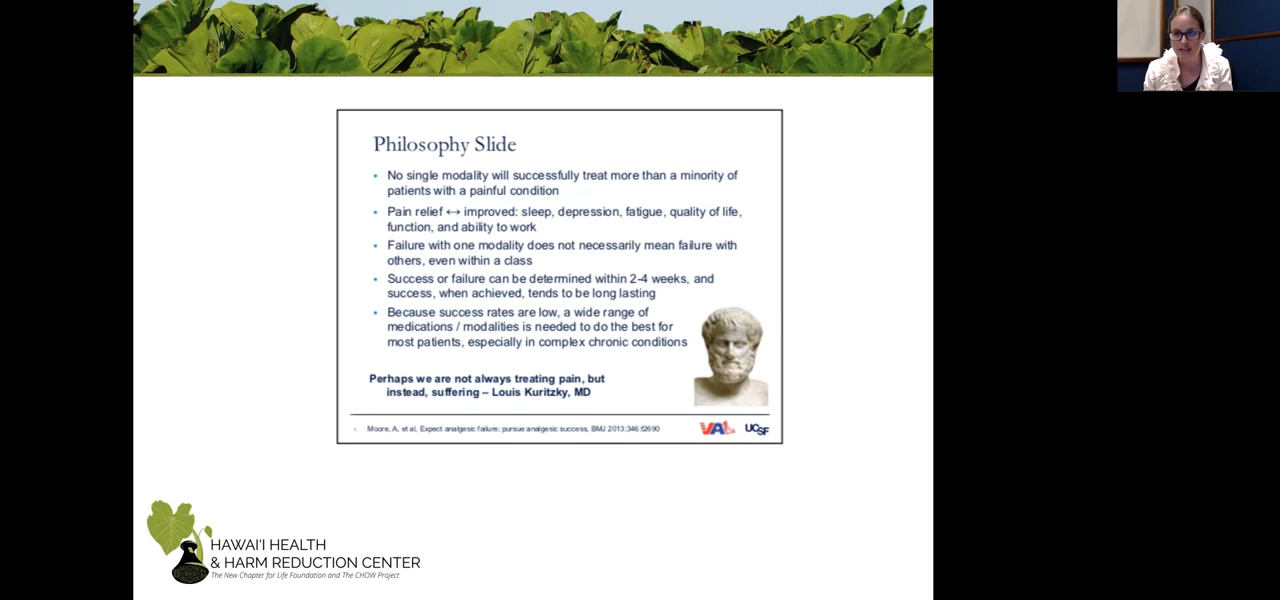 Philosophy Slide
• No single modality will successfully treat more than a minority of
patients with a painful condition
• Pain relief ↔ improved: sleep, depression, fatigue, quality of life,
function, and ability to work
• Failure with one modality does not necessarily mean failure with
others, even within a class
• Success or failure can be determined within 2-4 weeks, and
success, when achieved, tends to be long lasting
• Because success rates are low, a wide range of
medications / modalities is needed to do the best for
most patients, especially in complex chronic conditions
Perhaps we are not always treating pain, but
instead, suffering – Louis Kuritzky, MD
Moore, A, et al, Expect analgesic failure; pursue analgesic success, BMJ 2013;346:f2690
VA
UCSF
HAWAI'I HEALTH
& HARM REDUCTION CENTER
The New Chapter for Life Foundation and The CHOW Project